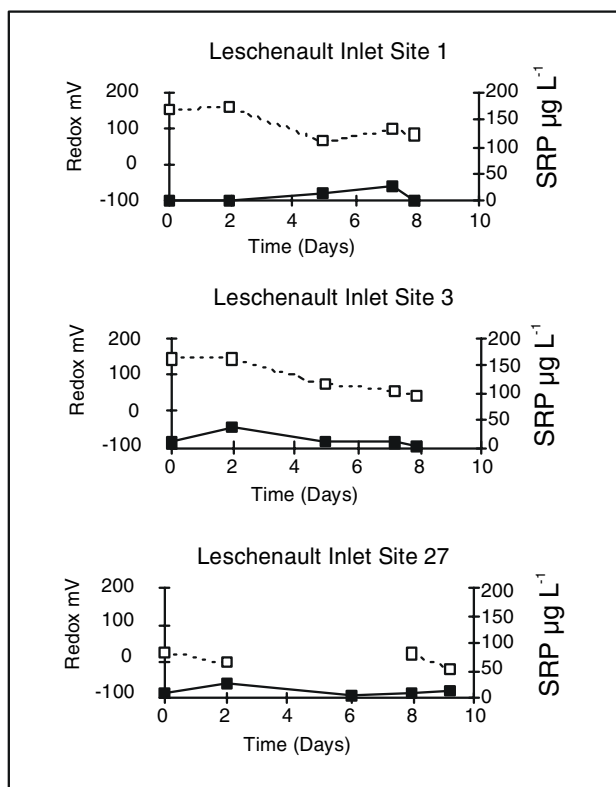 Leschenault Inlet Site 1
Redox mV
200
100
0
-100
200
150
100
50
0
SRP µg L-1
0 2 4 6 8 10
Time (Days)
Leschenault Inlet Site 3
Redox mV
200
100
0
-100
200
150
100
50
0
SRP µg L-1
0 2 4 6 8 10
Time (Days)
Leschenault Inlet Site 27
Redox mV
200
100
0
-100
200
150
100
50
0
SRP µg L-1
0 2 4 6 8 10
Time (Days)